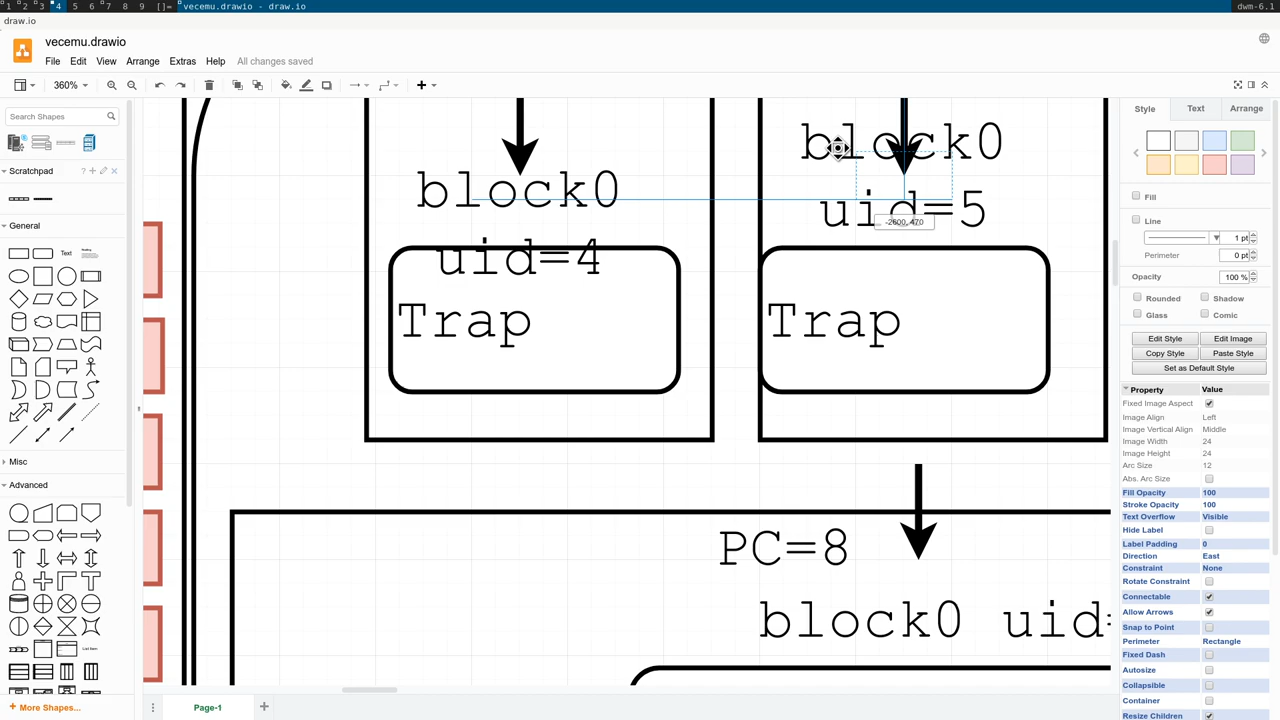 1 2 3 4 5 6 7 8 9 []= vecemu.drawio - draw.io dwm-6.1
draw.io
vecemu.drawio
File Edit View Arrange Extras Help All changes saved
360%
Search Shapes
Scratchpad
General
Text
Heading
List Item
Misc
Advanced
More Shapes...
block0
uid=4
Trap
block0
uid=5
-2600, 470
Trap
PC=8
block0 uid=
Page-1
Style Text Arrange
Fill
Line
1 pt
Perimeter 0 pt
Opacity 100 %
Rounded Shadow
Glass Comic
Edit Style Edit Image
Copy Style Paste Style
Set as Default Style
Property Value
Fixed Image Aspect
Image Align Left
Image Vertical Align Middle
Image Width 24
Image Height 24
Arc Size 12
Abs. Arc Size
Fill Opacity 100
Stroke Opacity 100
Text Overflow Visible
Hide Label
Label Padding 0
Direction East
Constraint None
Rotate Constraint
Connectable
Allow Arrows
Snap to Point
Perimeter Rectangle
Fixed Dash
Autosize
Collapsible
Container
Resize Children